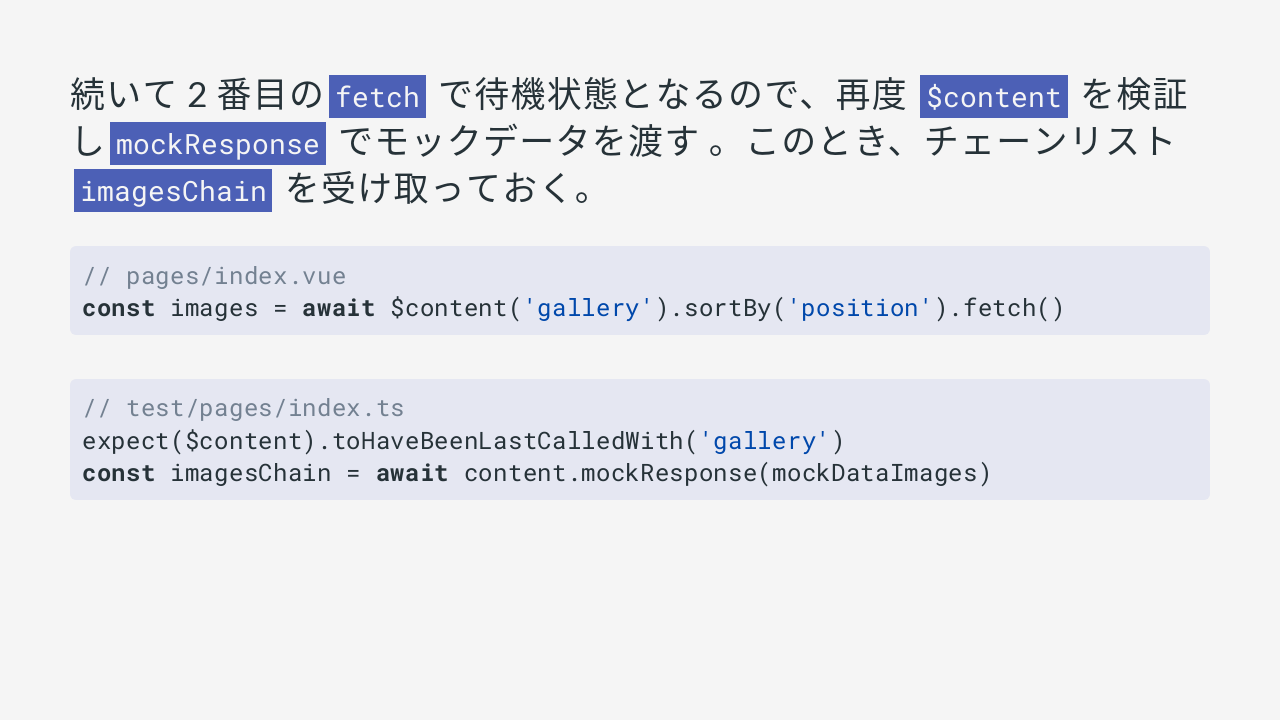 続いて 2 番目の fetch で待機状態となるので、再度 $content を検証
し mockResponse でモックデータを渡す 。このとき、チェーンリスト
imagesChain を受け取っておく。
// pages/index.vue
const images = await $content('gallery').sortBy('position').fetch()
// test/pages/index.ts
expect($content).toHaveBeenLastCalledWith('gallery')
const imagesChain = await content.mockResponse(mockDataImages)